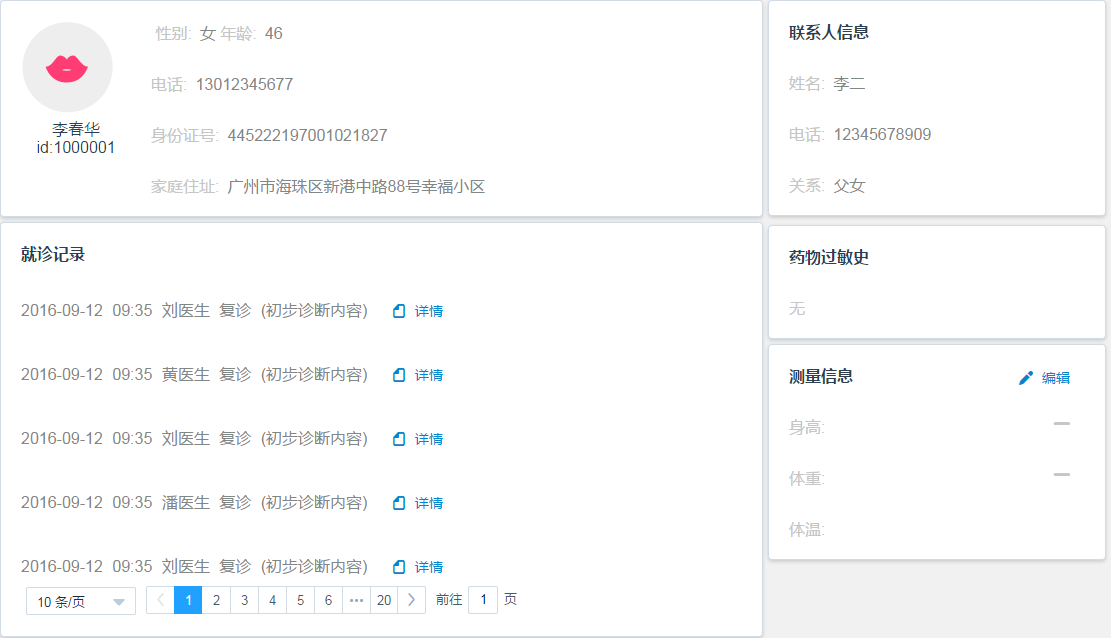 性别: 女 年龄: 46
电话: 13012345677
身份证号: 445222197001021827
家庭住址: 广州市海珠区新港中路88号幸福小区
李春华
id:1000001
联系人信息
姓名: 李二
电话: 12345678909
关系: 父女
就诊记录
2016-09-12 09:35 刘医生 复诊 (初步诊断内容) 详情
2016-09-12 09:35 黄医生 复诊 (初步诊断内容) 详情
2016-09-12 09:35 刘医生 复诊 (初步诊断内容) 详情
2016-09-12 09:35 潘医生 复诊 (初步诊断内容) 详情
2016-09-12 09:35 刘医生 复诊 (初步诊断内容) 详情
10 条/页 1 2 3 4 5 6 ••• 20 前往 1 页
药物过敏史
无
测量信息 编辑
身高: —
体重: —
体温: